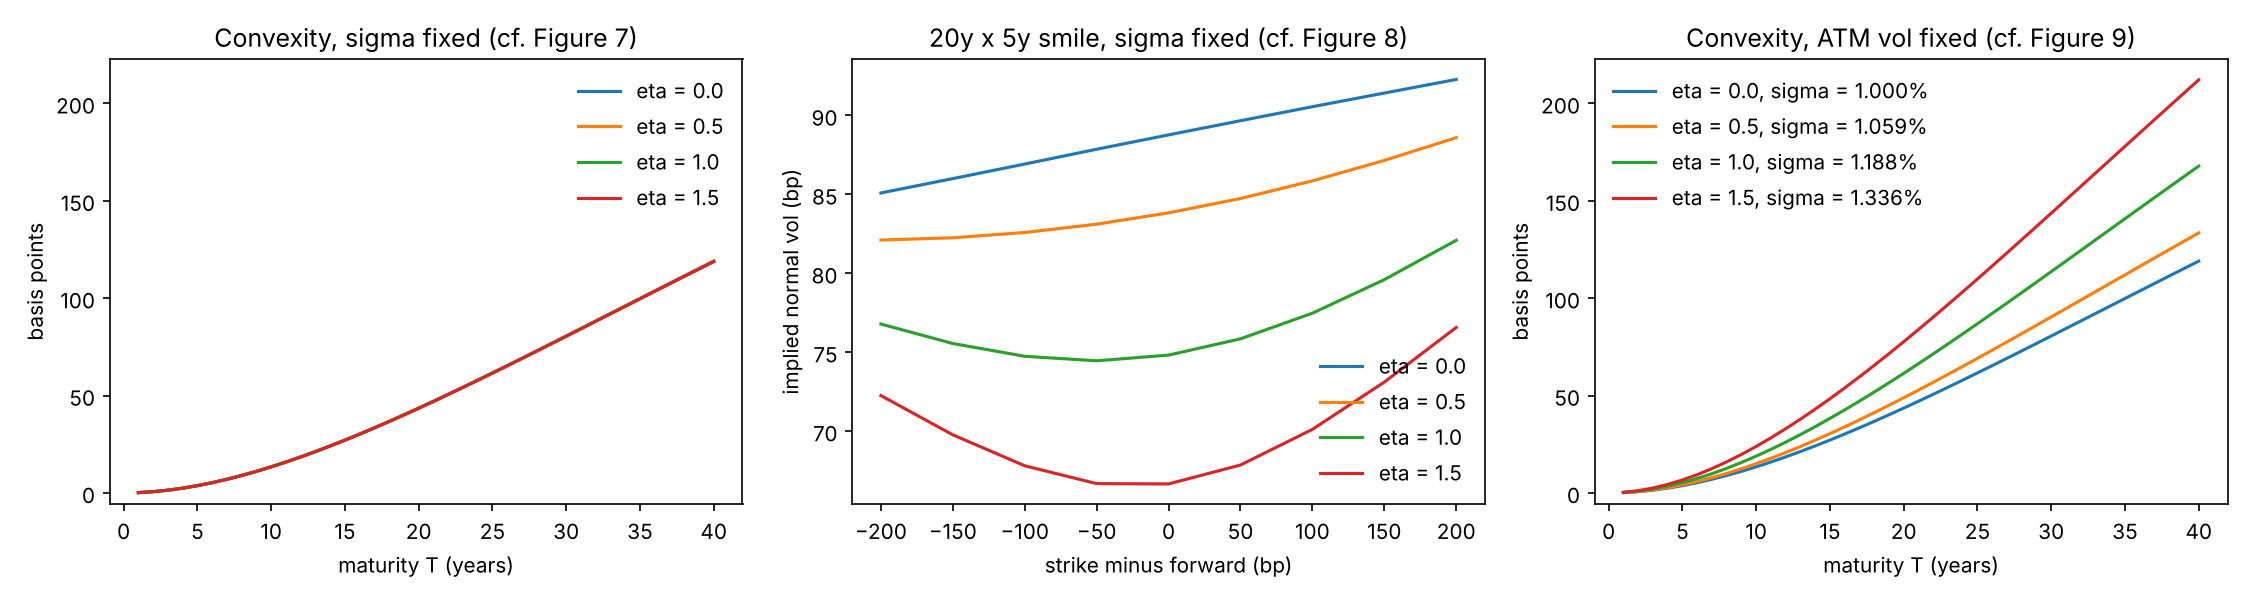 Convexity, sigma fixed (cf. Figure 7)
basis points
200
150
100
50
0
eta = 0.0
eta = 0.5
eta = 1.0
eta = 1.5
0 5 10 15 20 25 30 35 40
maturity T (years)
20y x 5y smile, sigma fixed (cf. Figure 8)
implied normal vol (bp)
90
85
80
75
70
eta = 0.0
eta = 0.5
eta = 1.0
eta = 1.5
−200 −150 −100 −50 0 50 100 150 200
strike minus forward (bp)
Convexity, ATM vol fixed (cf. Figure 9)
basis points
200
150
100
50
0
eta = 0.0, sigma = 1.000%
eta = 0.5, sigma = 1.059%
eta = 1.0, sigma = 1.188%
eta = 1.5, sigma = 1.336%
0 5 10 15 20 25 30 35 40
maturity T (years)